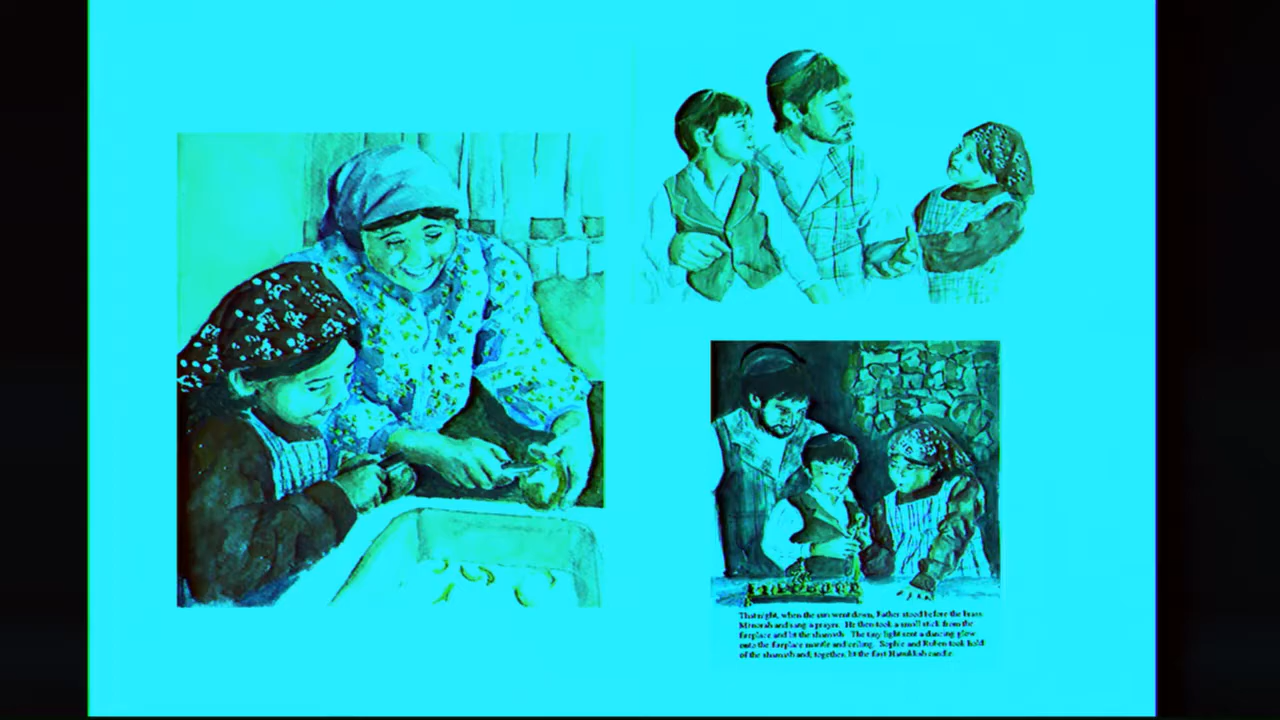 That night, when the sun went down, Father stood before the brass
Menorah and sang a prayer. He then took a small stick from the
fireplace and lit the shamish. The tiny light sent a dancing glow
onto the fireplace mantle and ceiling. Sophie and Ruben took hold
of the shamish and, together, lit the first Hanukkah candle.